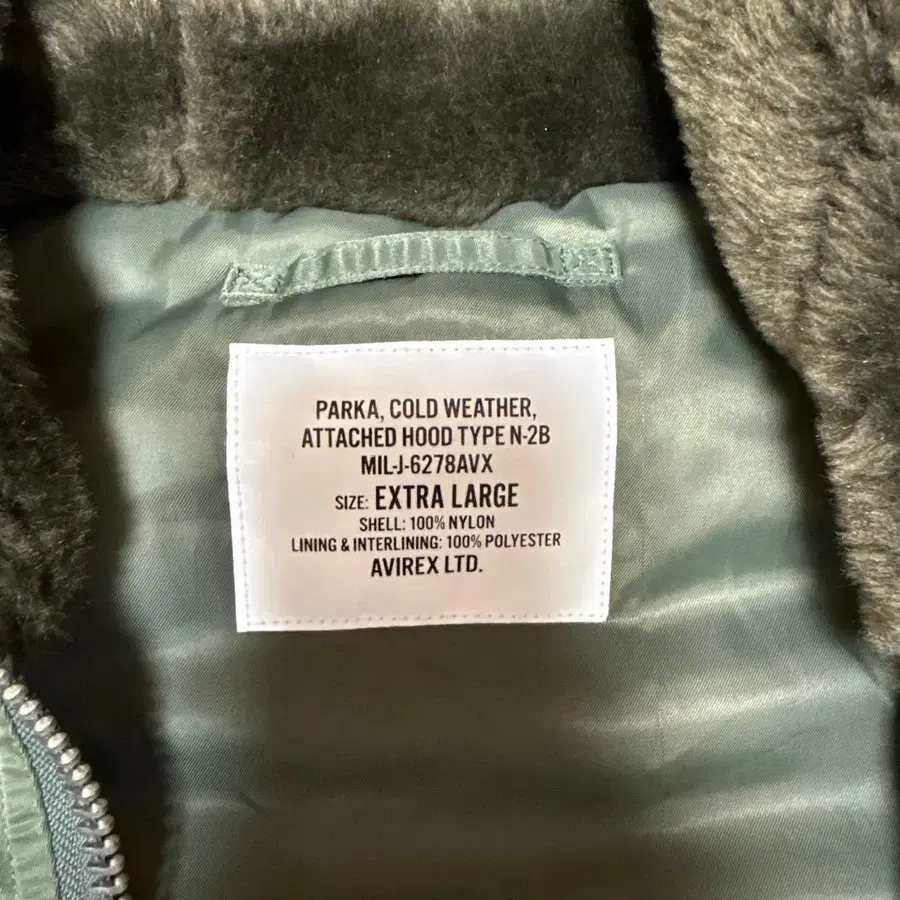 PARKA, COLD WEATHER,
ATTACHED HOOD TYPE N-2B
MIL-J-6278AVX
SIZE: EXTRA LARGE
SHELL: 100% NYLON
LINING & INTERLINING: 100% POLYESTER
AVIREX LTD.